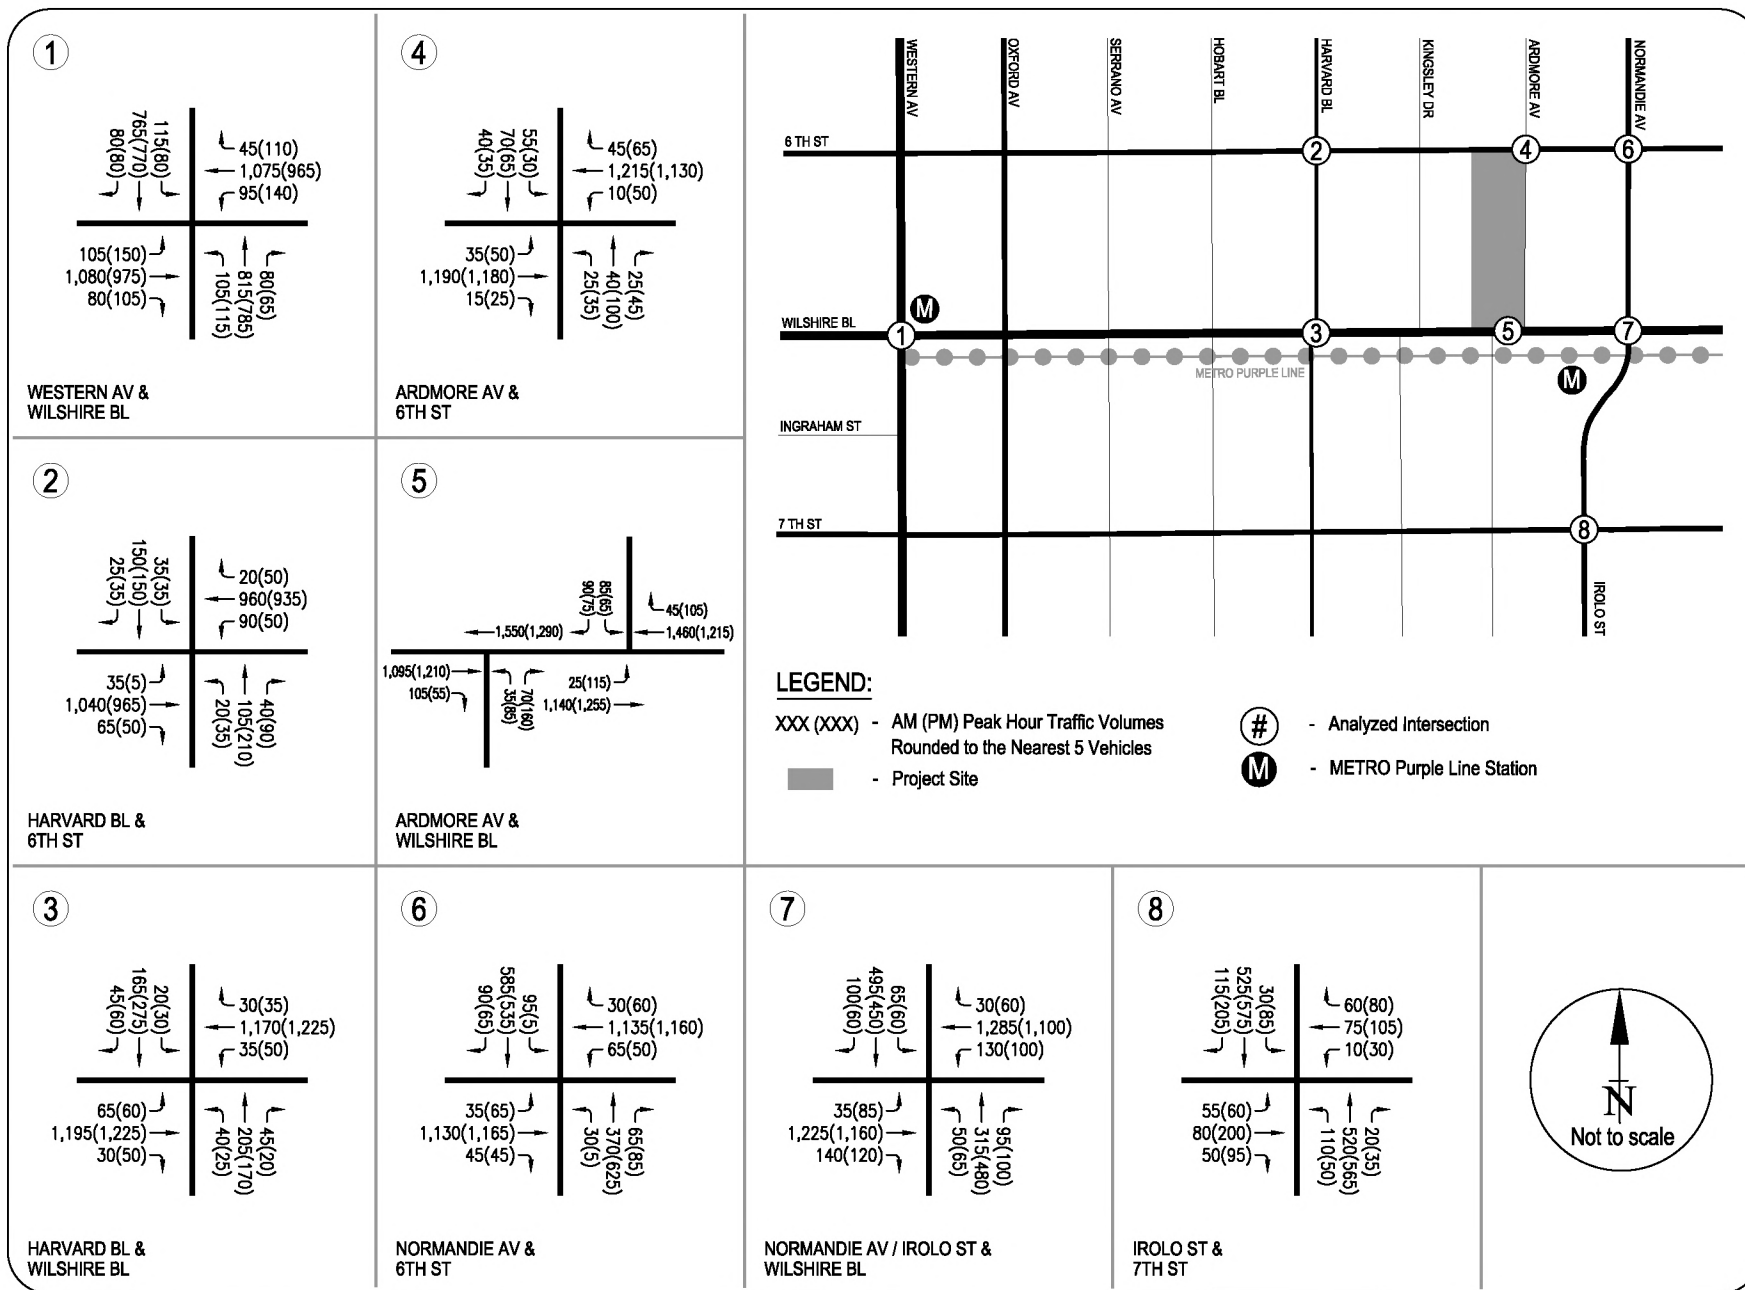 1
80(80)
765(770)
115(80)
45(110)
1,075(965)
95(140)
105(150)
1,080(975)
80(105)
105(115)
815(785)
80(65)
WESTERN AV &
WILSHIRE BL
4
40(35)
70(65)
55(30)
45(65)
1,215(1,130)
10(50)
35(50)
1,190(1,180)
15(25)
25(35)
40(100)
25(45)
ARDMORE AV &
6TH ST
WESTERN AV
OXFORD AV
SERRANO AV
HOBART BL
HARVARD BL
KINGSLEY DR
ARDMORE AV
NORMANDIE AV
6 TH ST
2
4
6
M
WILSHIRE BL
1
3
5
7
METRO PURPLE LINE
M
INGRAHAM ST
7 TH ST
8
IROLO ST
2
25(35)
150(150)
35(35)
20(50)
960(935)
90(50)
35(5)
1,040(965)
65(50)
20(35)
105(210)
40(90)
HARVARD BL &
6TH ST
5
90(75)
85(65)
45(105)
1,550(1,290)
1,460(1,215)
1,095(1,210)
105(55)
35(85)
70(160)
25(115)
1,140(1,255)
ARDMORE AV &
WILSHIRE BL
LEGEND:
XXX (XXX) - AM (PM) Peak Hour Traffic Volumes
Rounded to the Nearest 5 Vehicles
- Project Site
# - Analyzed Intersection
M - METRO Purple Line Station
3
45(60)
165(275)
20(30)
30(35)
1,170(1,225)
35(50)
65(60)
1,195(1,225)
30(50)
40(25)
205(170)
45(20)
HARVARD BL &
WILSHIRE BL
6
90(65)
585(535)
95(5)
30(60)
1,135(1,160)
65(50)
35(65)
1,130(1,165)
45(45)
30(5)
370(625)
65(85)
NORMANDIE AV &
6TH ST
7
100(60)
495(450)
65(60)
30(60)
1,285(1,100)
130(100)
35(85)
1,225(1,160)
140(120)
50(65)
315(480)
95(100)
NORMANDIE AV / IROLO ST &
WILSHIRE BL
8
115(205)
525(575)
30(85)
60(80)
75(105)
10(30)
55(60)
80(200)
50(95)
110(50)
520(565)
20(35)
IROLO ST &
7TH ST
N
Not to scale